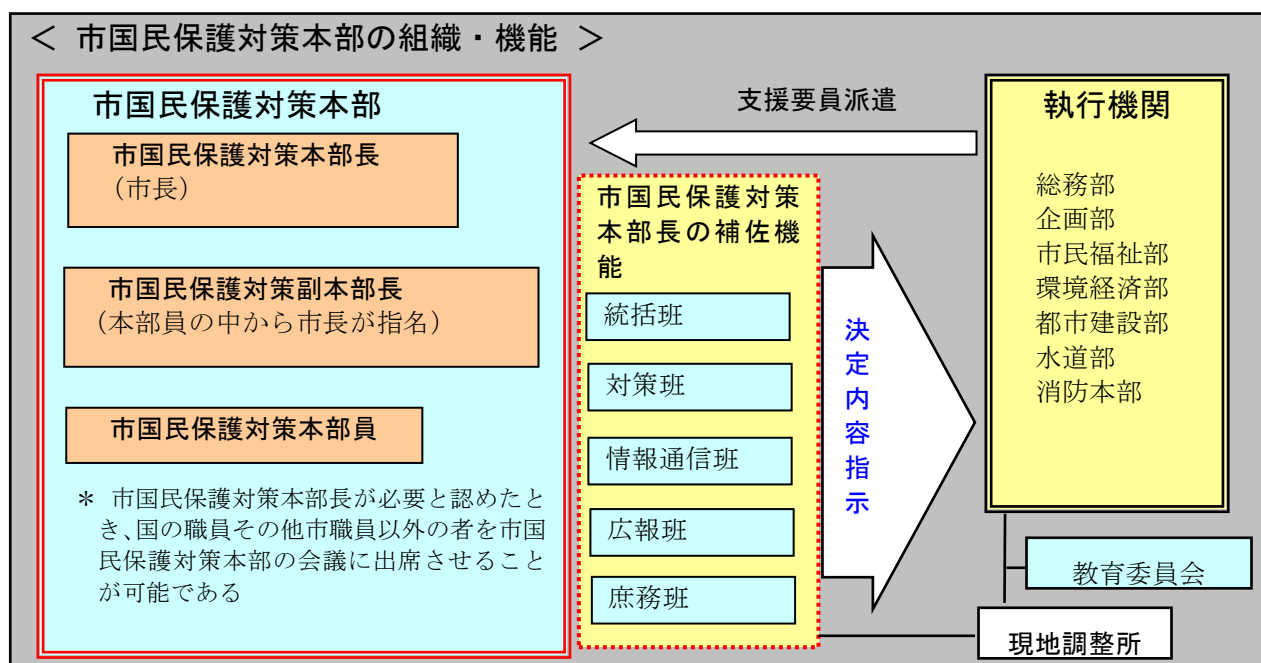 ＜ 市国民保護対策本部の組織・機能 ＞
市国民保護対策本部
市国民保護対策本部長
（市長）
市国民保護対策副本部長
（本部員の中から市長が指名）
市国民保護対策本部員
＊ 市国民保護対策本部長が必要と認めたと
き、国の職員その他市職員以外の者を市国
民保護対策本部の会議に出席させること
が可能である
支援要員派遣
市国民保護対策
本部長の補佐機
能
統括班
対策班
情報通信班
広報班
庶務班
決
定
内
容
指
示
執行機関
総務部
企画部
市民福祉部
環境経済部
都市建設部
水道部
消防本部
教育委員会
現地調整所